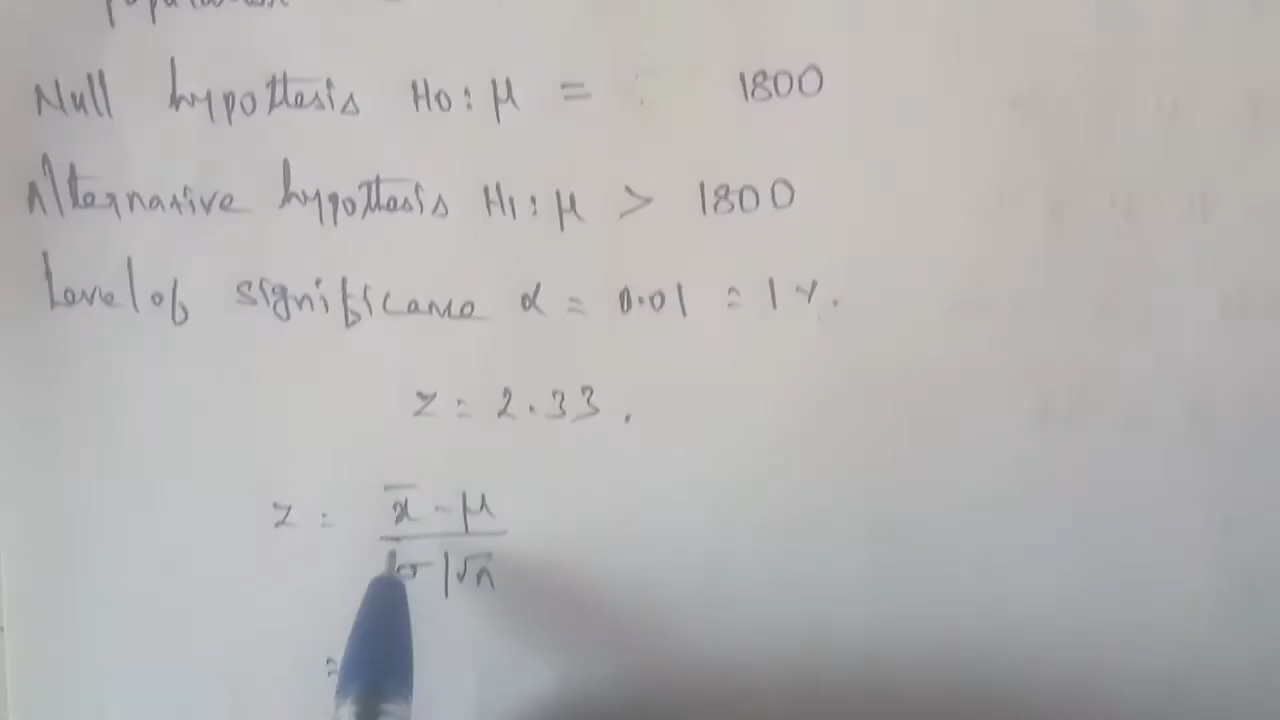 Null hypothesis H0: μ = 1800
Alternative hypothesis H1: μ > 1800
Level of significance α = 0.01 = 1%.
z = 2.33.
z = x̄ - μ
σ/√n
=